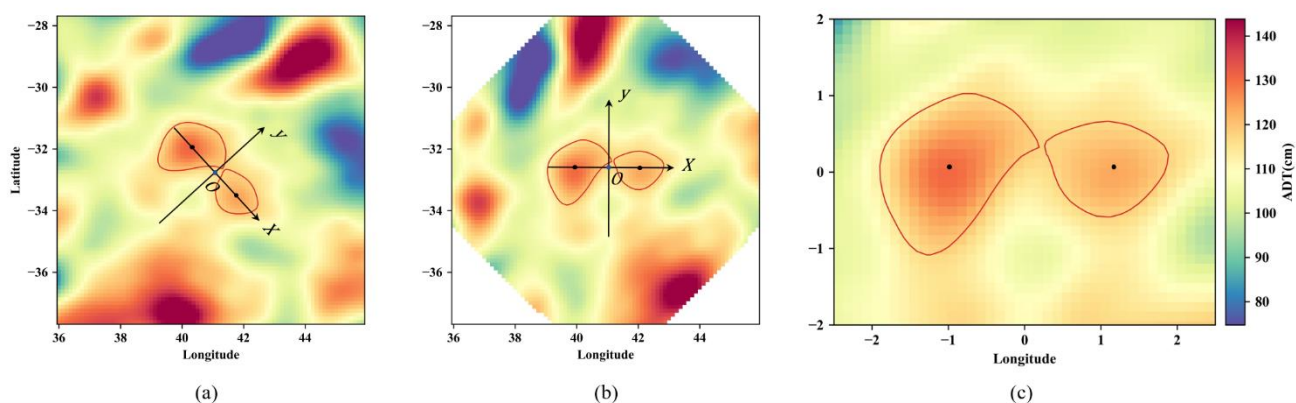 −28
−30
−32
−34
−36
Latitude
y
O
X
36 38 40 42 44
Longitude
(a)
−28
−30
−32
−34
−36
y
X
O
36 38 40 42 44
Longitude
(b)
2
1
0
−1
−2
−2 −1 0 1 2
Longitude
(c)
140
130
120
110
100
90
80
ADT(cm)